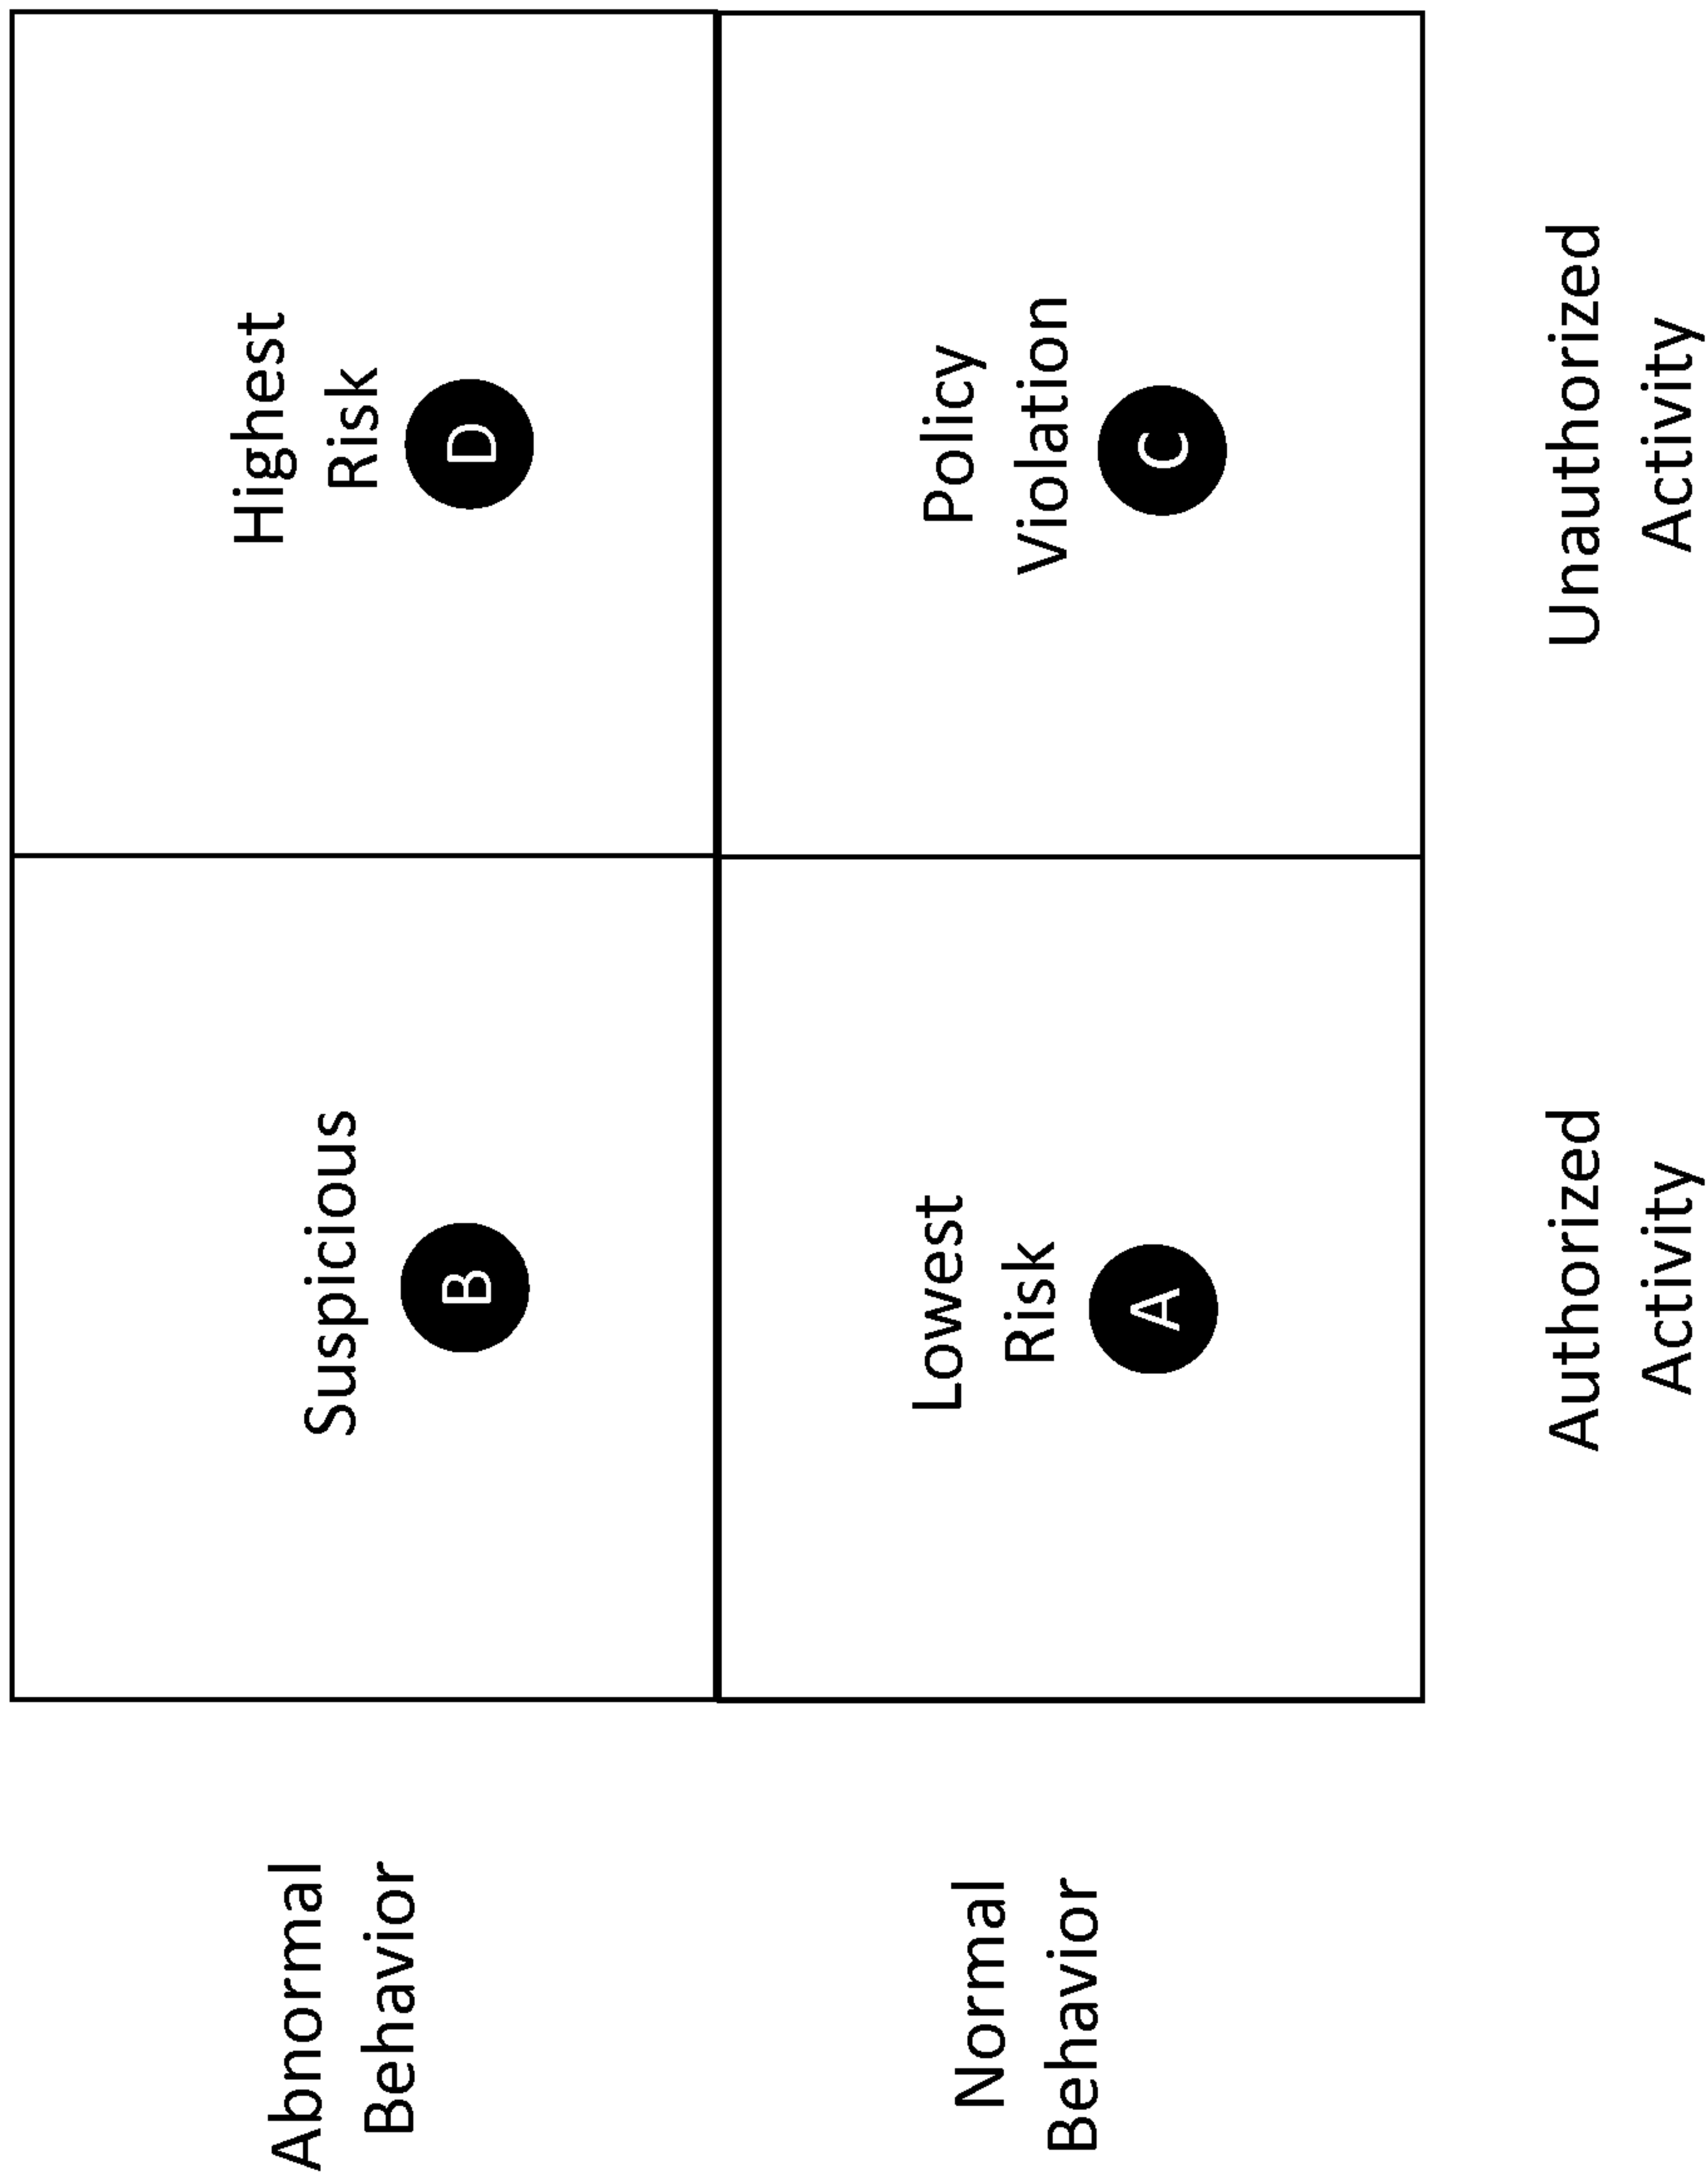 Abnormal
Behavior
Suspicious
B
Highest
Risk
D
Normal
Behavior
Lowest
Risk
A
Policy
Violation
C
Authorized
Activity
Unauthorized
Activity